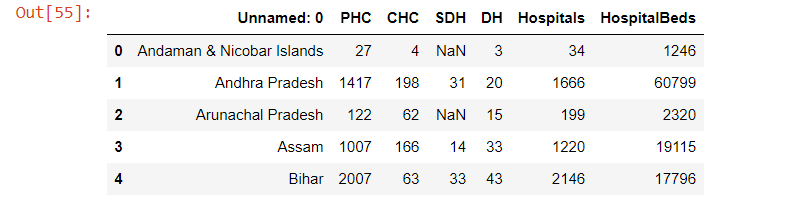 Out[55]:
Unnamed: 0 PHC CHC SDH DH Hospitals HospitalBeds
0 Andaman & Nicobar Islands 27 4 NaN 3 34 1246
1 Andhra Pradesh 1417 198 31 20 1666 60799
2 Arunachal Pradesh 122 62 NaN 15 199 2320
3 Assam 1007 166 14 33 1220 19115
4 Bihar 2007 63 33 43 2146 17796